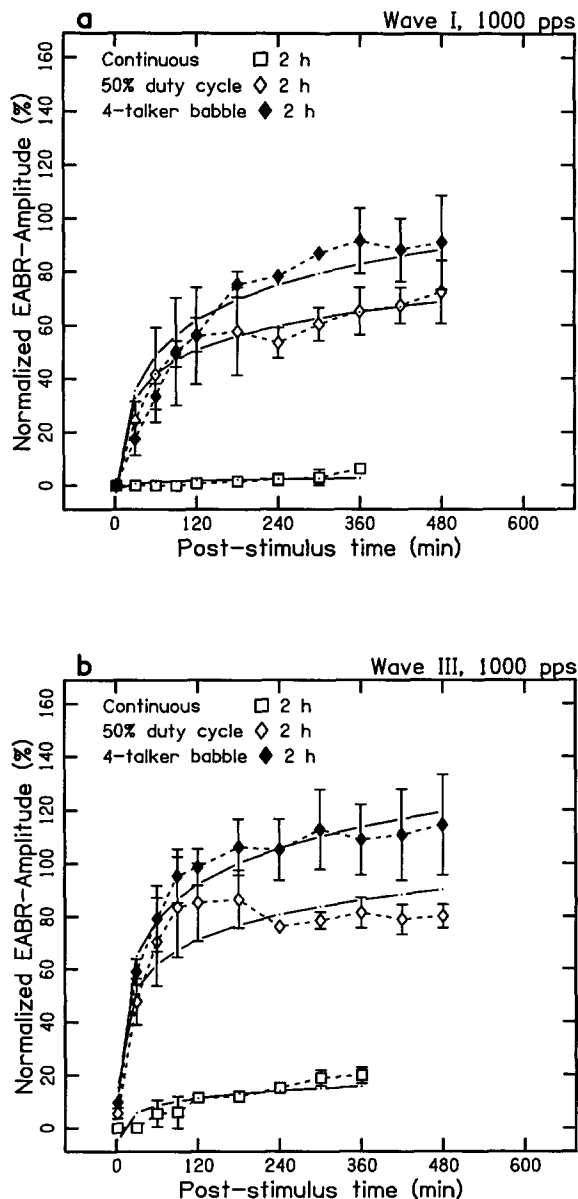 a Wave I, 1000 pps
Continuous 2 h
50% duty cycle 2 h
4-talker babble 2 h
Normalized EABR-Amplitude (%)
160
140
120
100
80
60
40
20
0
0 120 240 360 480 600
Post-stimulus time (min)
b Wave III, 1000 pps
Continuous 2 h
50% duty cycle 2 h
4-talker babble 2 h
Normalized EABR-Amplitude (%)
160
140
120
100
80
60
40
20
0
0 120 240 360 480 600
Post-stimulus time (min)